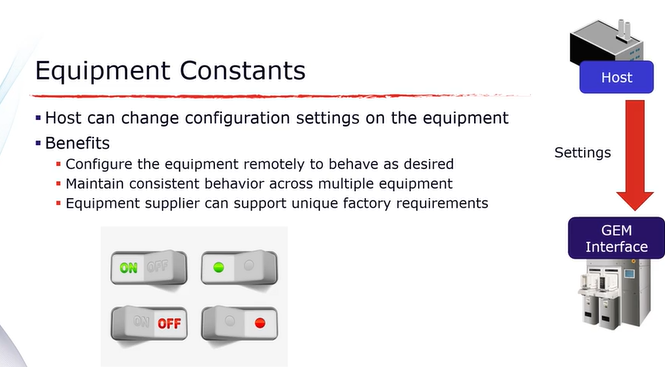 Equipment Constants
Host can change configuration settings on the equipment
Benefits
Configure the equipment remotely to behave as desired
Maintain consistent behavior across multiple equipment
Equipment supplier can support unique factory requirements
ON OFF
ON OFF
Host
Settings
GEM
Interface